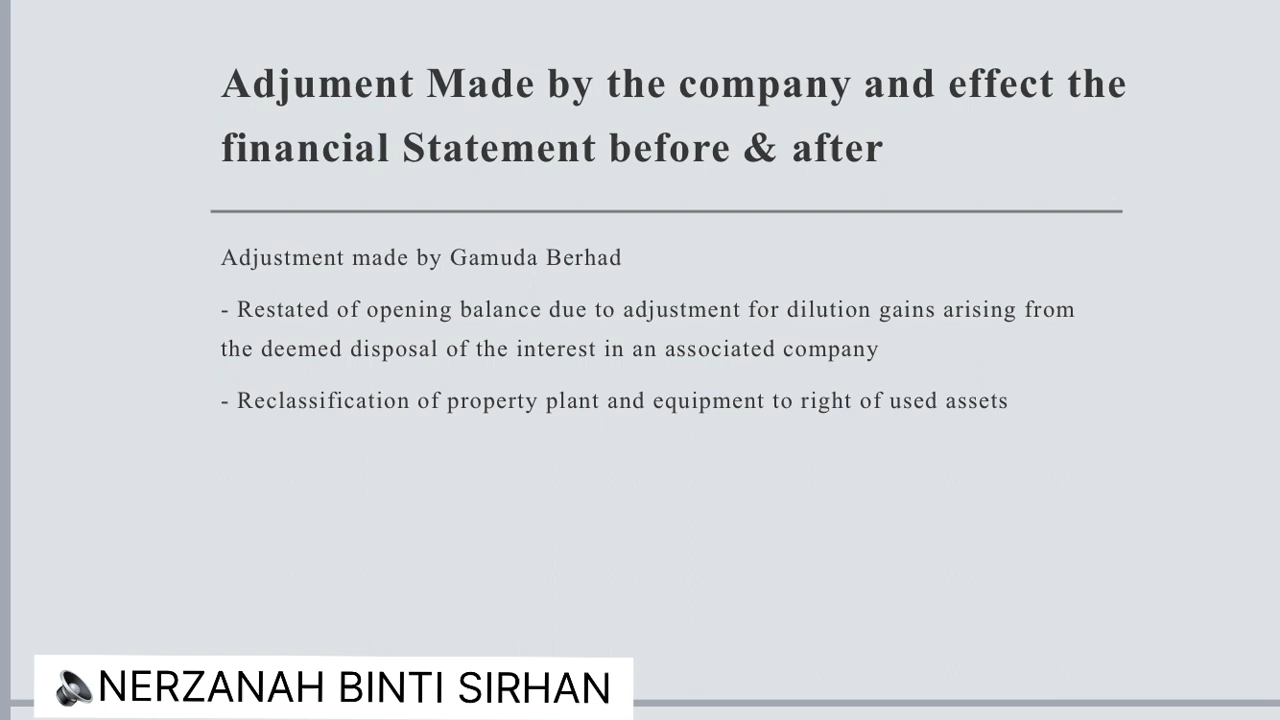 Adjument Made by the company and effect the
financial Statement before & after
Adjustment made by Gamuda Berhad
- Restated of opening balance due to adjustment for dilution gains arising from
the deemed disposal of the interest in an associated company
- Reclassification of property plant and equipment to right of used assets
🔈NERZANAH BINTI SIRHAN